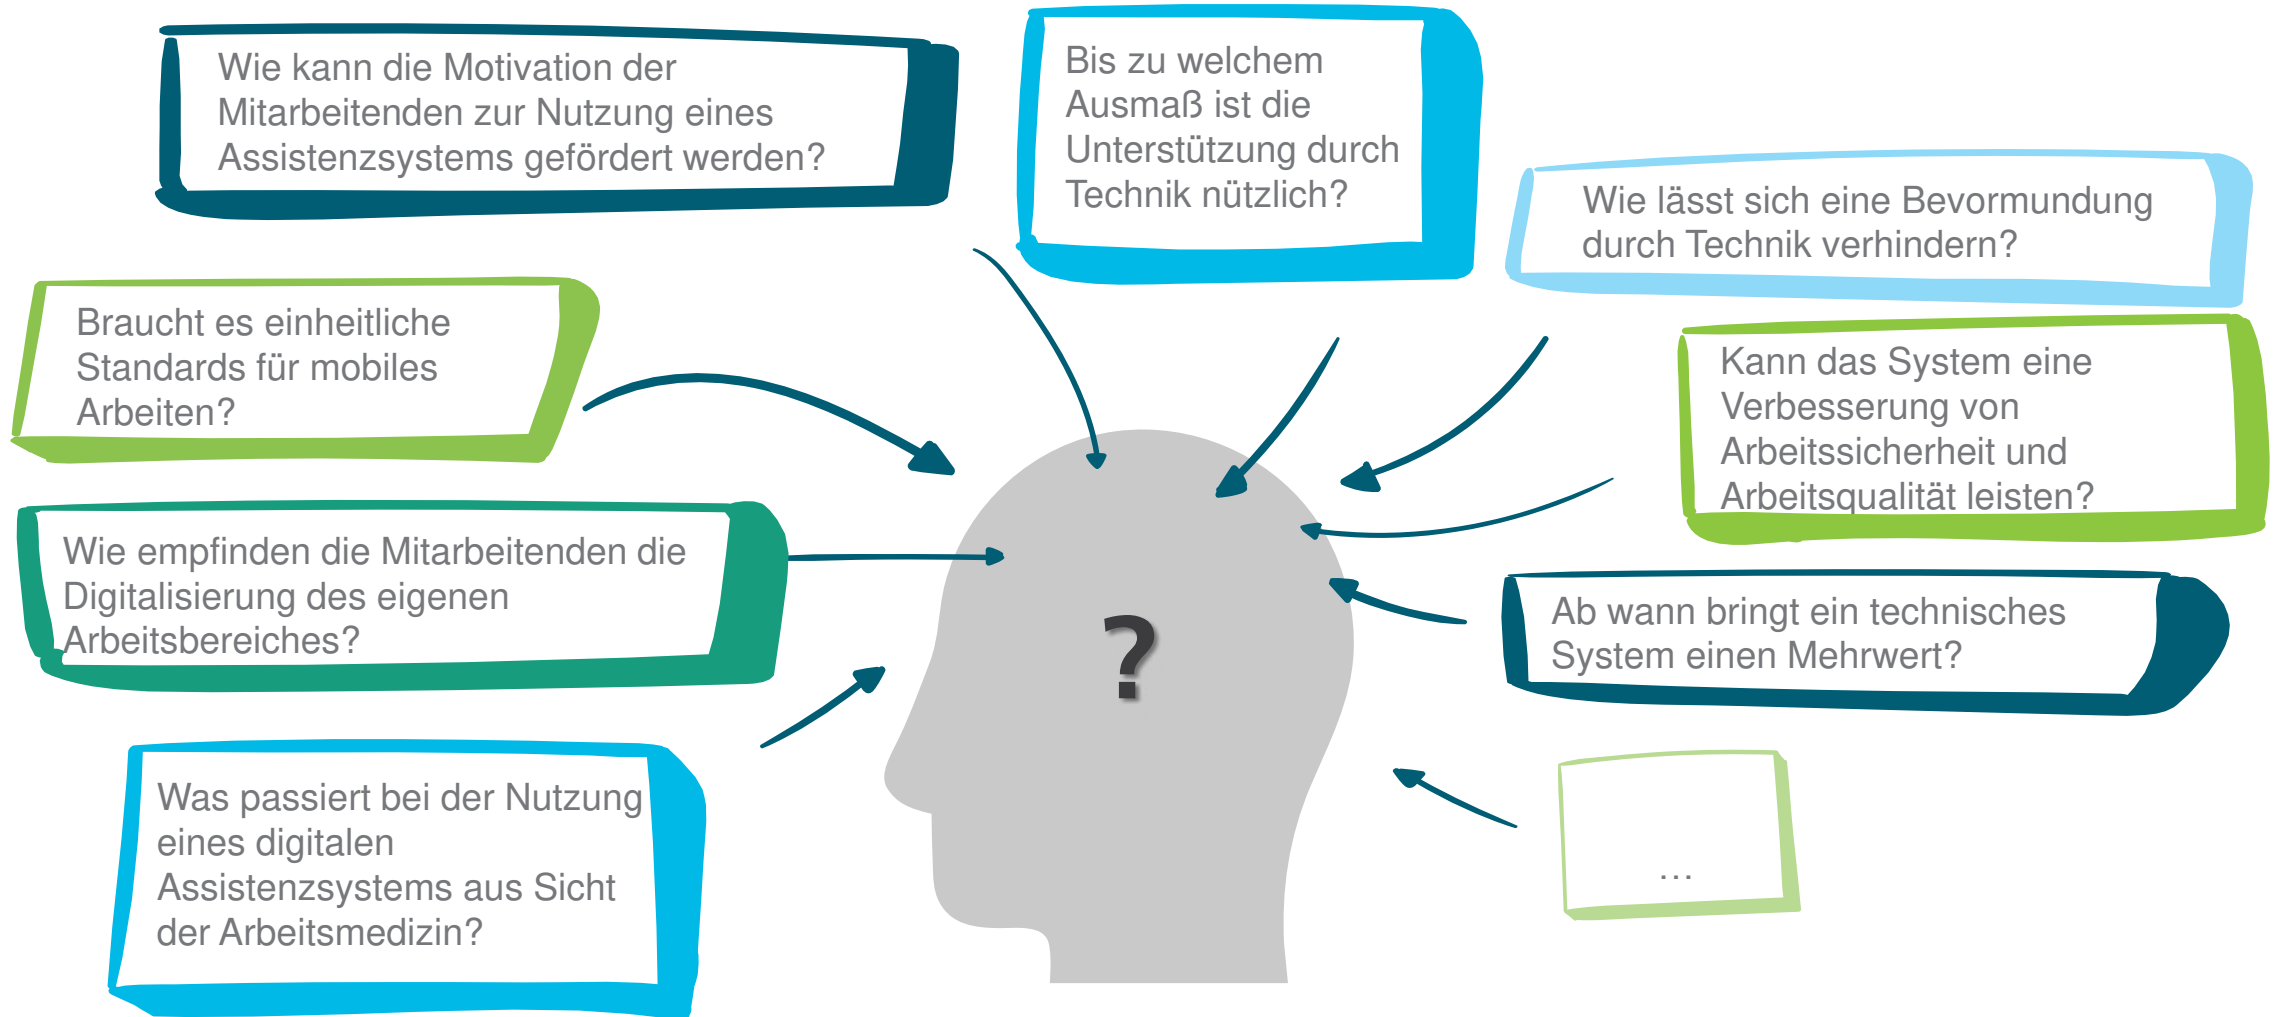 Wie kann die Motivation der
Mitarbeitenden zur Nutzung eines
Assistenzsystems gefördert werden?
Bis zu welchem
Ausmaß ist die
Unterstützung durch
Technik nützlich?
Wie lässt sich eine Bevormundung
durch Technik verhindern?
Braucht es einheitliche
Standards für mobiles
Arbeiten?
Kann das System eine
Verbesserung von
Arbeitssicherheit und
Arbeitsqualität leisten?
Wie empfinden die Mitarbeitenden die
Digitalisierung des eigenen
Arbeitsbereiches?
Ab wann bringt ein technisches
System einen Mehrwert?
?
Was passiert bei der Nutzung
eines digitalen
Assistenzsystems aus Sicht
der Arbeitsmedizin?
...